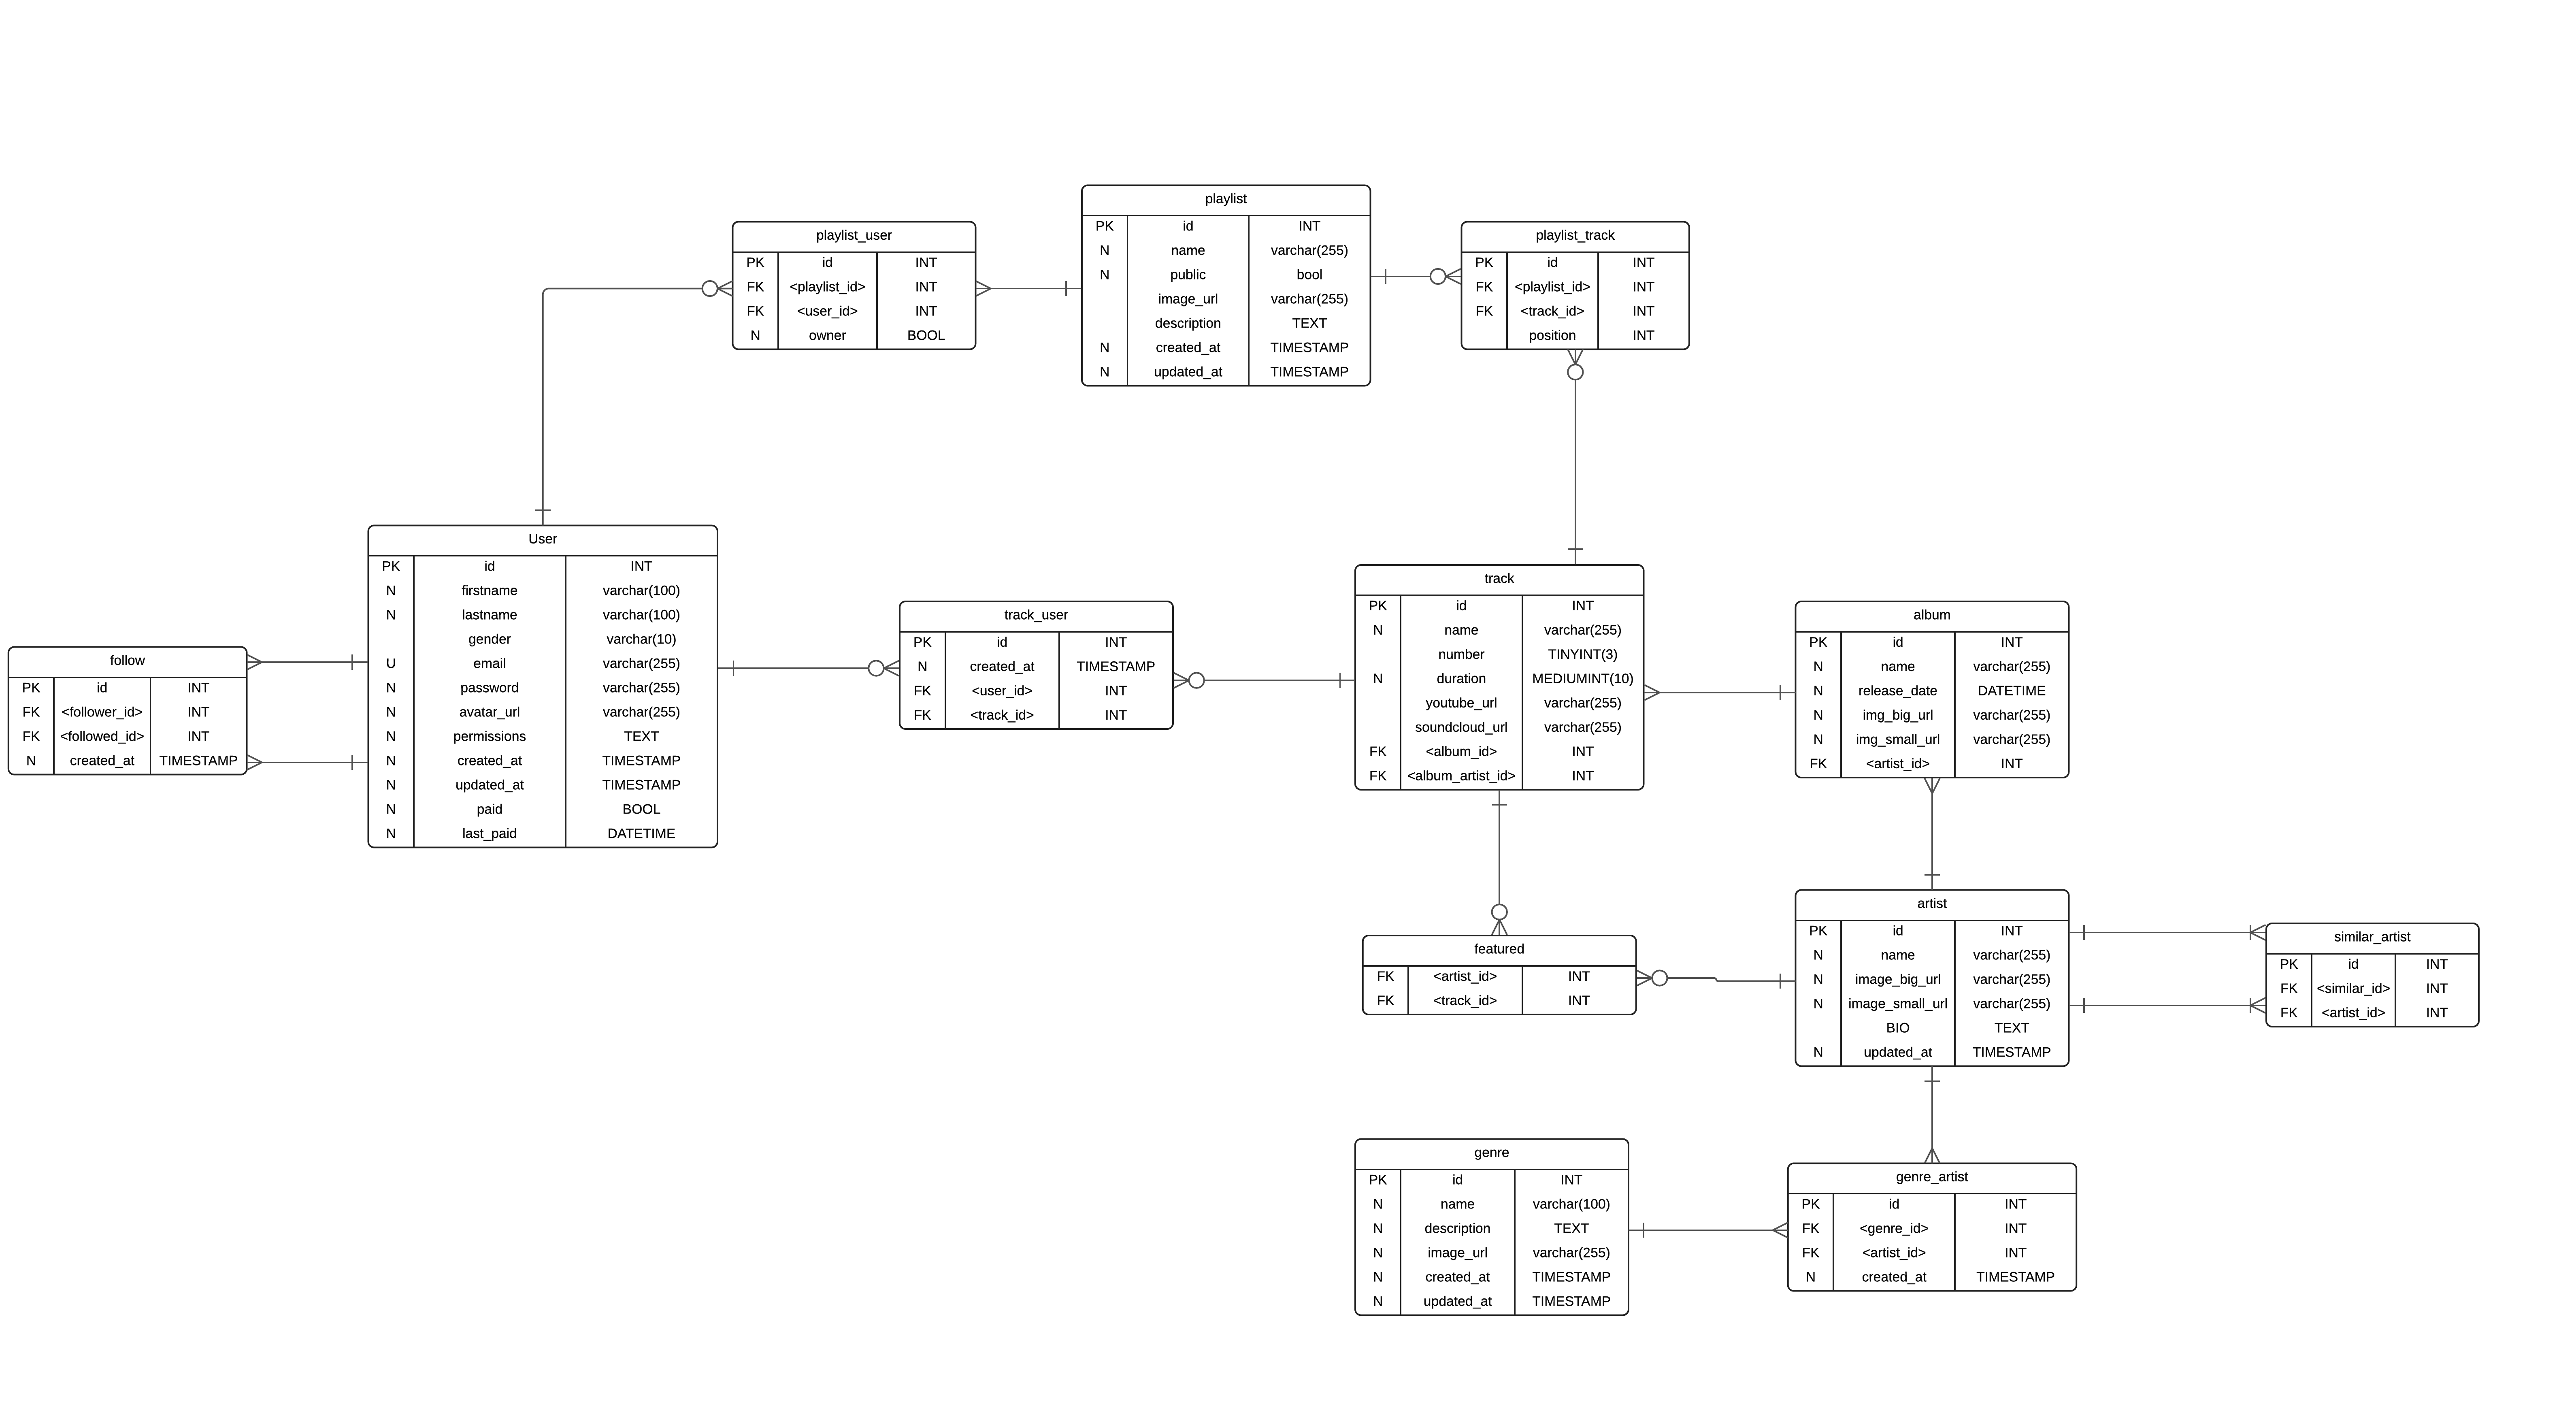 playlist
PK id INT
N name varchar(255)
N public bool
image_url varchar(255)
description TEXT
N created_at TIMESTAMP
N updated_at TIMESTAMP
playlist_user
PK id INT
FK <playlist_id> INT
FK <user_id> INT
N owner BOOL
playlist_track
PK id INT
FK <playlist_id> INT
FK <track_id> INT
position INT
User
PK id INT
N firstname varchar(100)
N lastname varchar(100)
gender varchar(10)
U email varchar(255)
N password varchar(255)
N avatar_url varchar(255)
N permissions TEXT
N created_at TIMESTAMP
N updated_at TIMESTAMP
N paid BOOL
N last_paid DATETIME
follow
PK id INT
FK <follower_id> INT
FK <followed_id> INT
N created_at TIMESTAMP
track_user
PK id INT
N created_at TIMESTAMP
FK <user_id> INT
FK <track_id> INT
track
PK id INT
N name varchar(255)
number TINYINT(3)
N duration MEDIUMINT(10)
youtube_url varchar(255)
soundcloud_url varchar(255)
FK <album_id> INT
FK <album_artist_id> INT
album
PK id INT
N name varchar(255)
N release_date DATETIME
N img_big_url varchar(255)
N img_small_url varchar(255)
FK <artist_id> INT
featured
FK <artist_id> INT
FK <track_id> INT
artist
PK id INT
N name varchar(255)
N image_big_url varchar(255)
N image_small_url varchar(255)
BIO TEXT
N updated_at TIMESTAMP
similar_artist
PK id INT
FK <similar_id> INT
FK <artist_id> INT
genre
PK id INT
N name varchar(100)
N description TEXT
N image_url varchar(255)
N created_at TIMESTAMP
N updated_at TIMESTAMP
genre_artist
PK id INT
FK <genre_id> INT
FK <artist_id> INT
N created_at TIMESTAMP